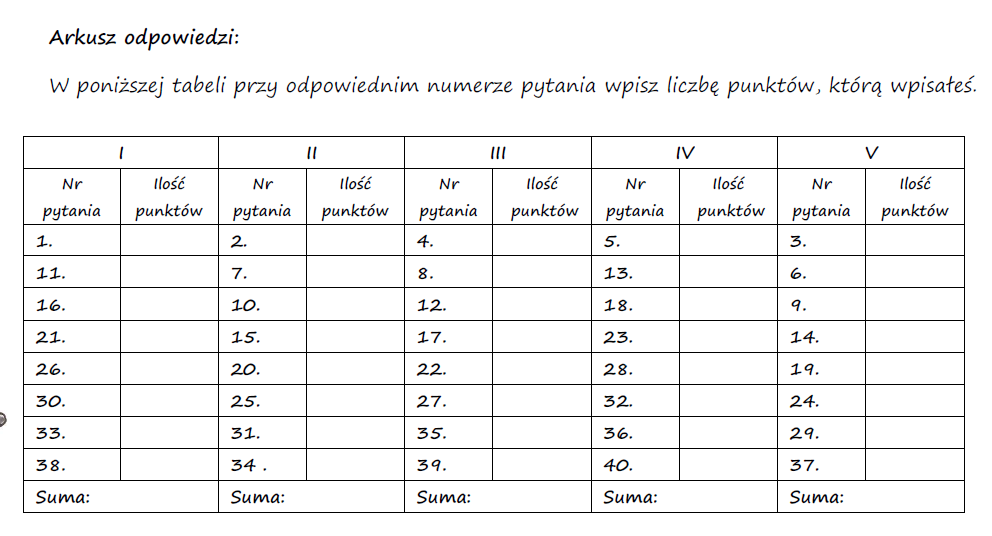 Arkusz odpowiedzi:
W poniższej tabeli przy odpowiednim numerze pytania wpisz liczbę punktów, którą wpisałeś.
I II III IV V
Nr pytania Ilość punktów Nr pytania Ilość punktów Nr pytania Ilość punktów Nr pytania Ilość punktów Nr pytania Ilość punktów
1. 2. 4. 5. 3.
11. 7. 8. 13. 6.
16. 10. 12. 18. 9.
21. 15. 17. 23. 14.
26. 20. 22. 28. 19.
30. 25. 27. 32. 24.
33. 31. 35. 36. 29.
38. 34 . 39. 40. 37.
Suma: Suma: Suma: Suma: Suma: